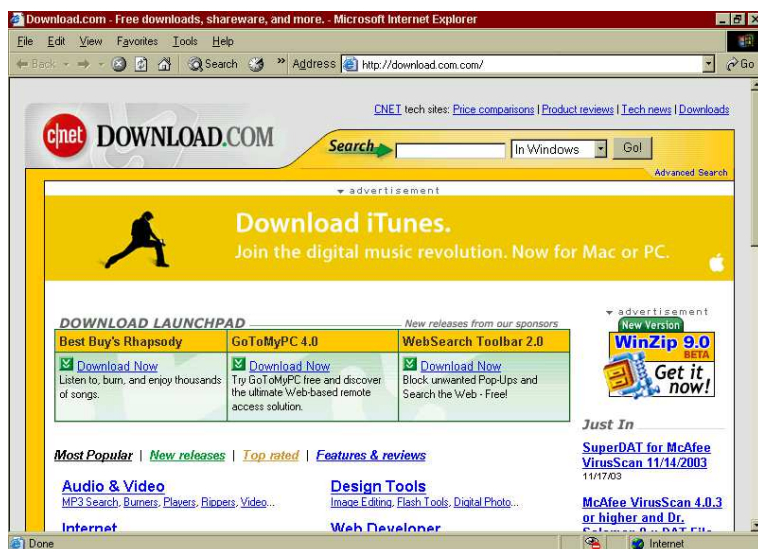 Download.com - Free downloads, shareware, and more. - Microsoft Internet Explorer
File Edit View Favorites Tools Help
Back Search » Address http://download.com.com/ Go
CNET tech sites: Price comparisons | Product reviews | Tech news | Downloads
c|net DOWNLOAD.COM
Search In Windows Go!
Advanced Search
advertisement
Download iTunes.
Join the digital music revolution. Now for Mac or PC.
DOWNLOAD LAUNCHPAD New releases from our sponsors
Best Buy's Rhapsody GoToMyPC 4.0 WebSearch Toolbar 2.0
Download Now Download Now Download Now
Listen to, burn, and enjoy thousands of songs.
Try GoToMyPC free and discover the ultimate Web-based remote access solution.
Block unwanted Pop-Ups and Search the Web - Free!
advertisement
New Version
WinZip 9.0
BETA
Get it now!
Most Popular | New releases | Top rated | Features & reviews
Audio & Video
MP3 Search, Burners, Players, Rippers, Video...
Design Tools
Image Editing, Flash Tools, Digital Photo...
Internet
Web Developer
Just In
SuperDAT for McAfee
VirusScan 11/14/2003
11/17/03
McAfee VirusScan 4.0.3
or higher and Dr.
Solomon 8.x DAT File
Done Internet